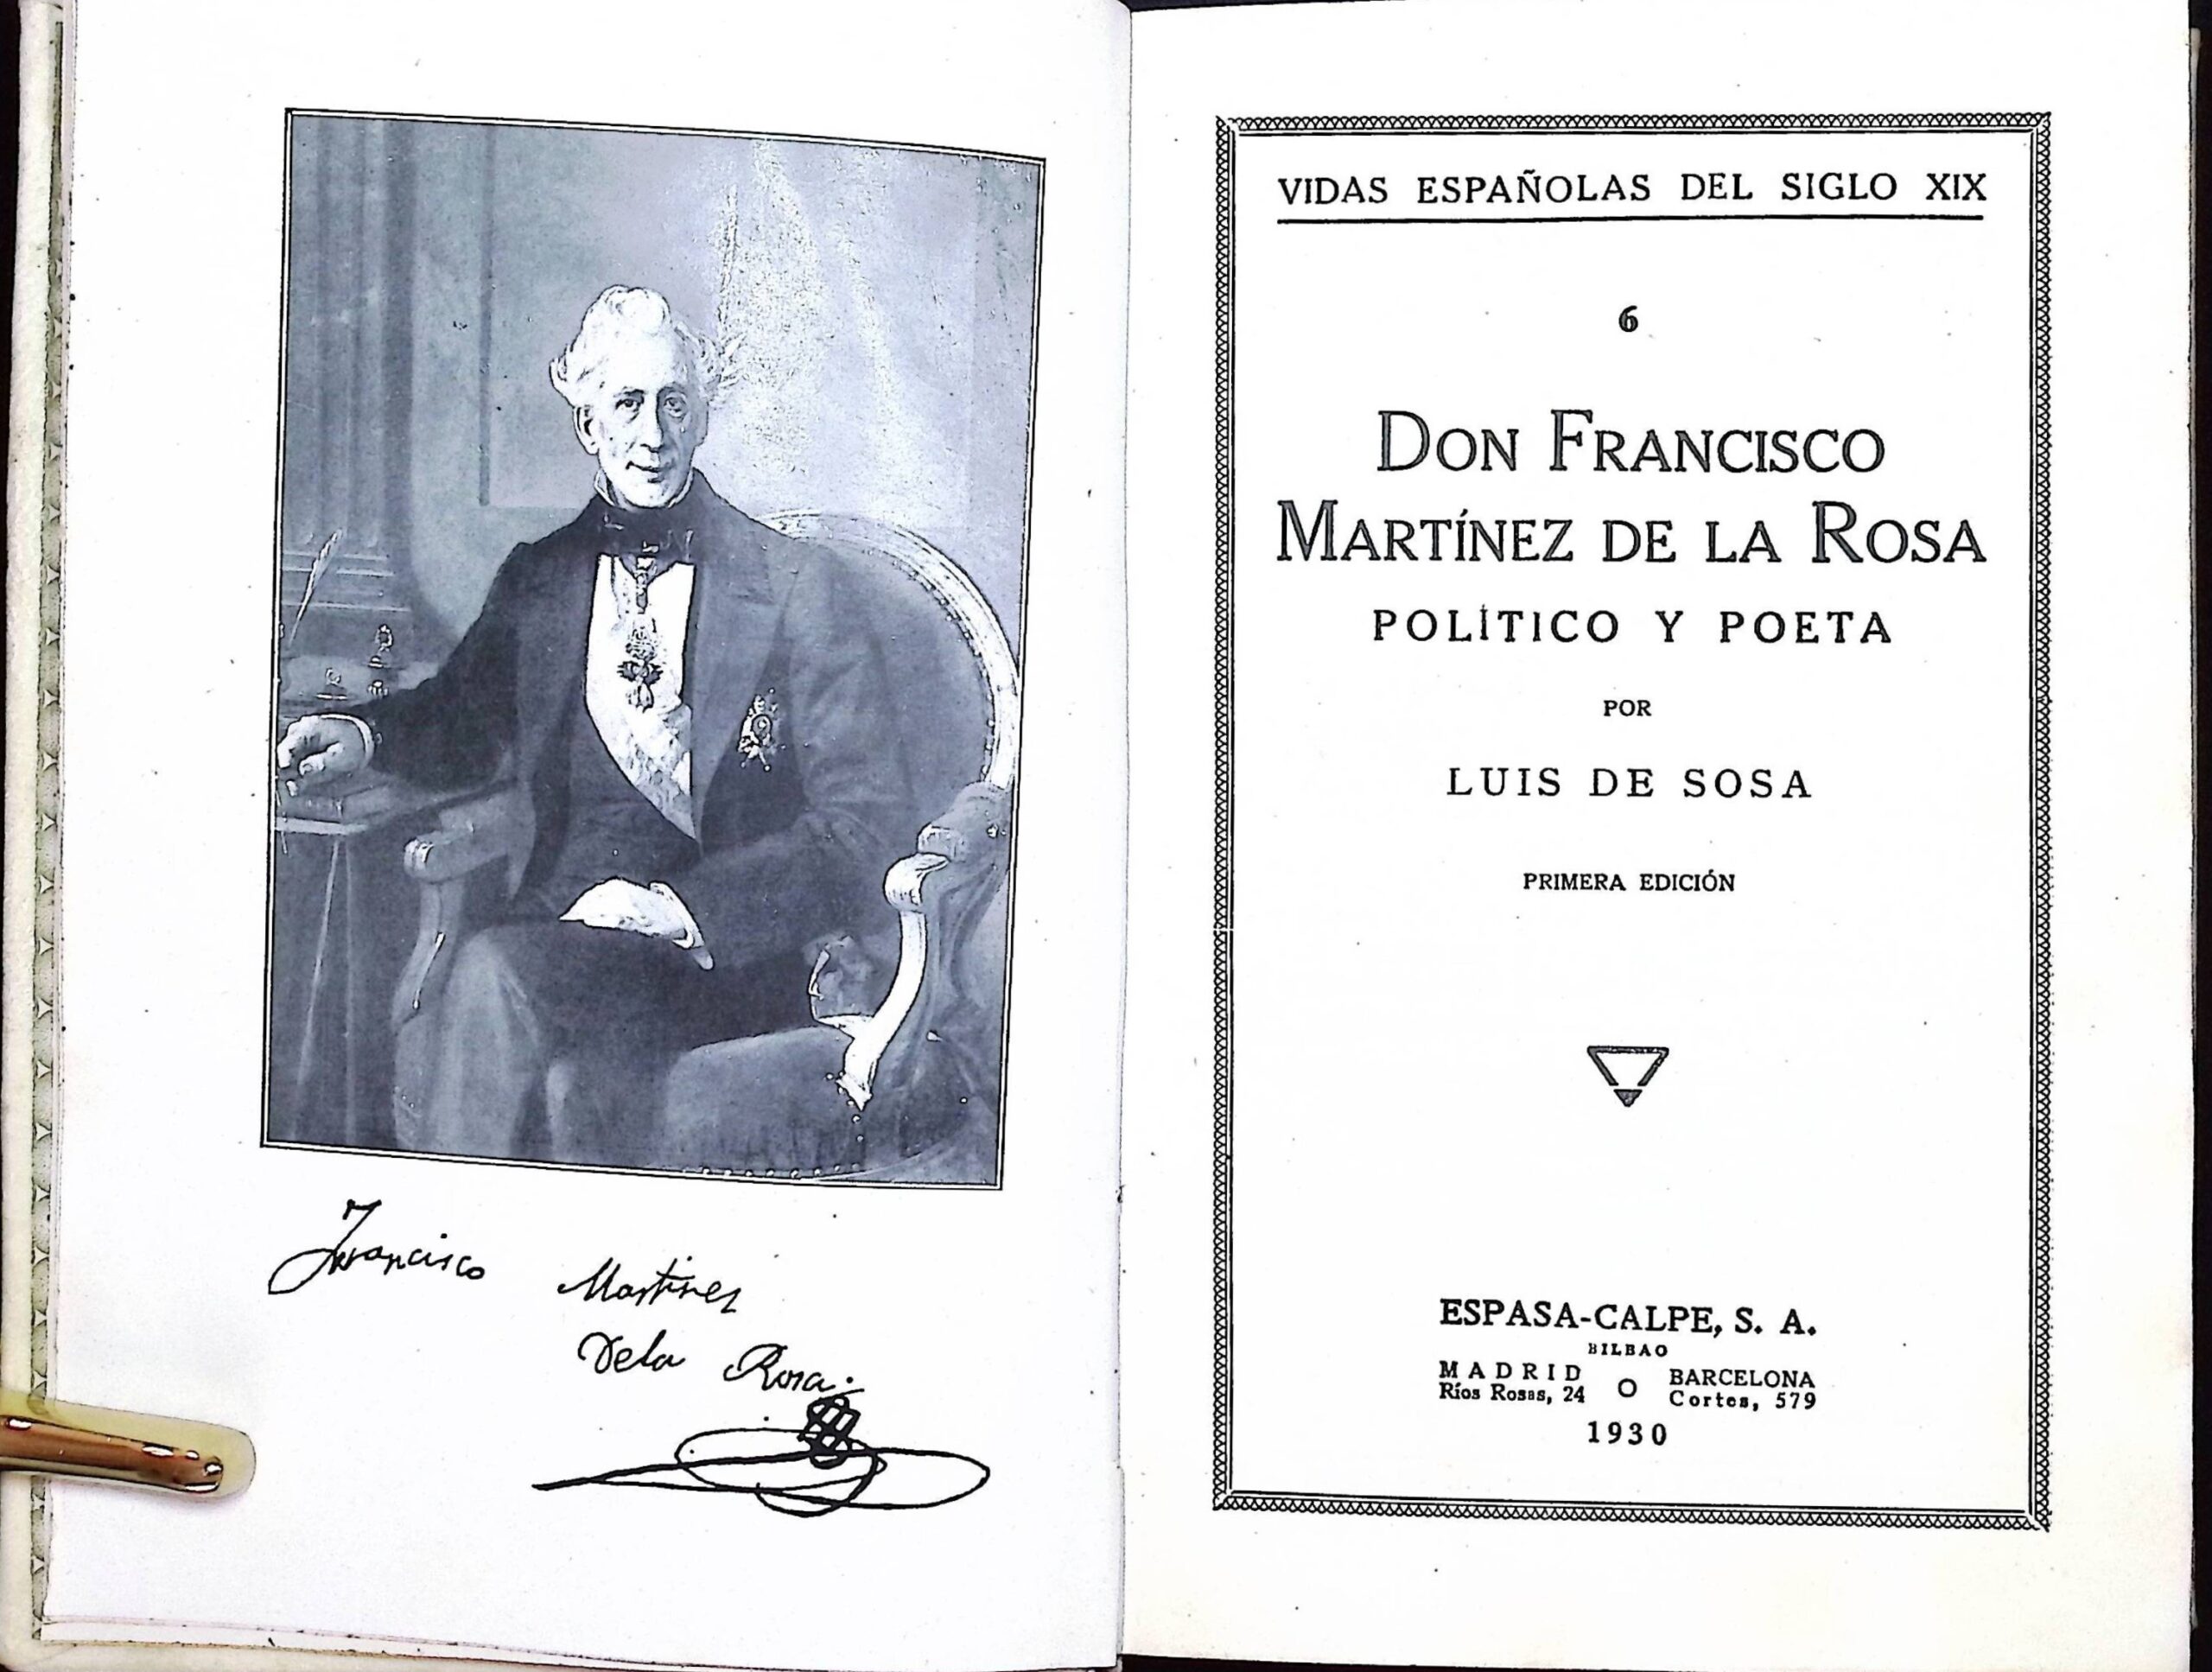 Francisco Martinez
Dela Rosa
VIDAS ESPAÑOLAS DEL SIGLO XIX
6
DON FRANCISCO
MARTÍNEZ DE LA ROSA
POLÍTICO Y POETA
POR
LUIS DE SOSA
PRIMERA EDICIÓN
ESPASA-CALPE, S. A.
BILBAO
MADRID
Ríos Rosas, 24
BARCELONA
Cortes, 579
1930